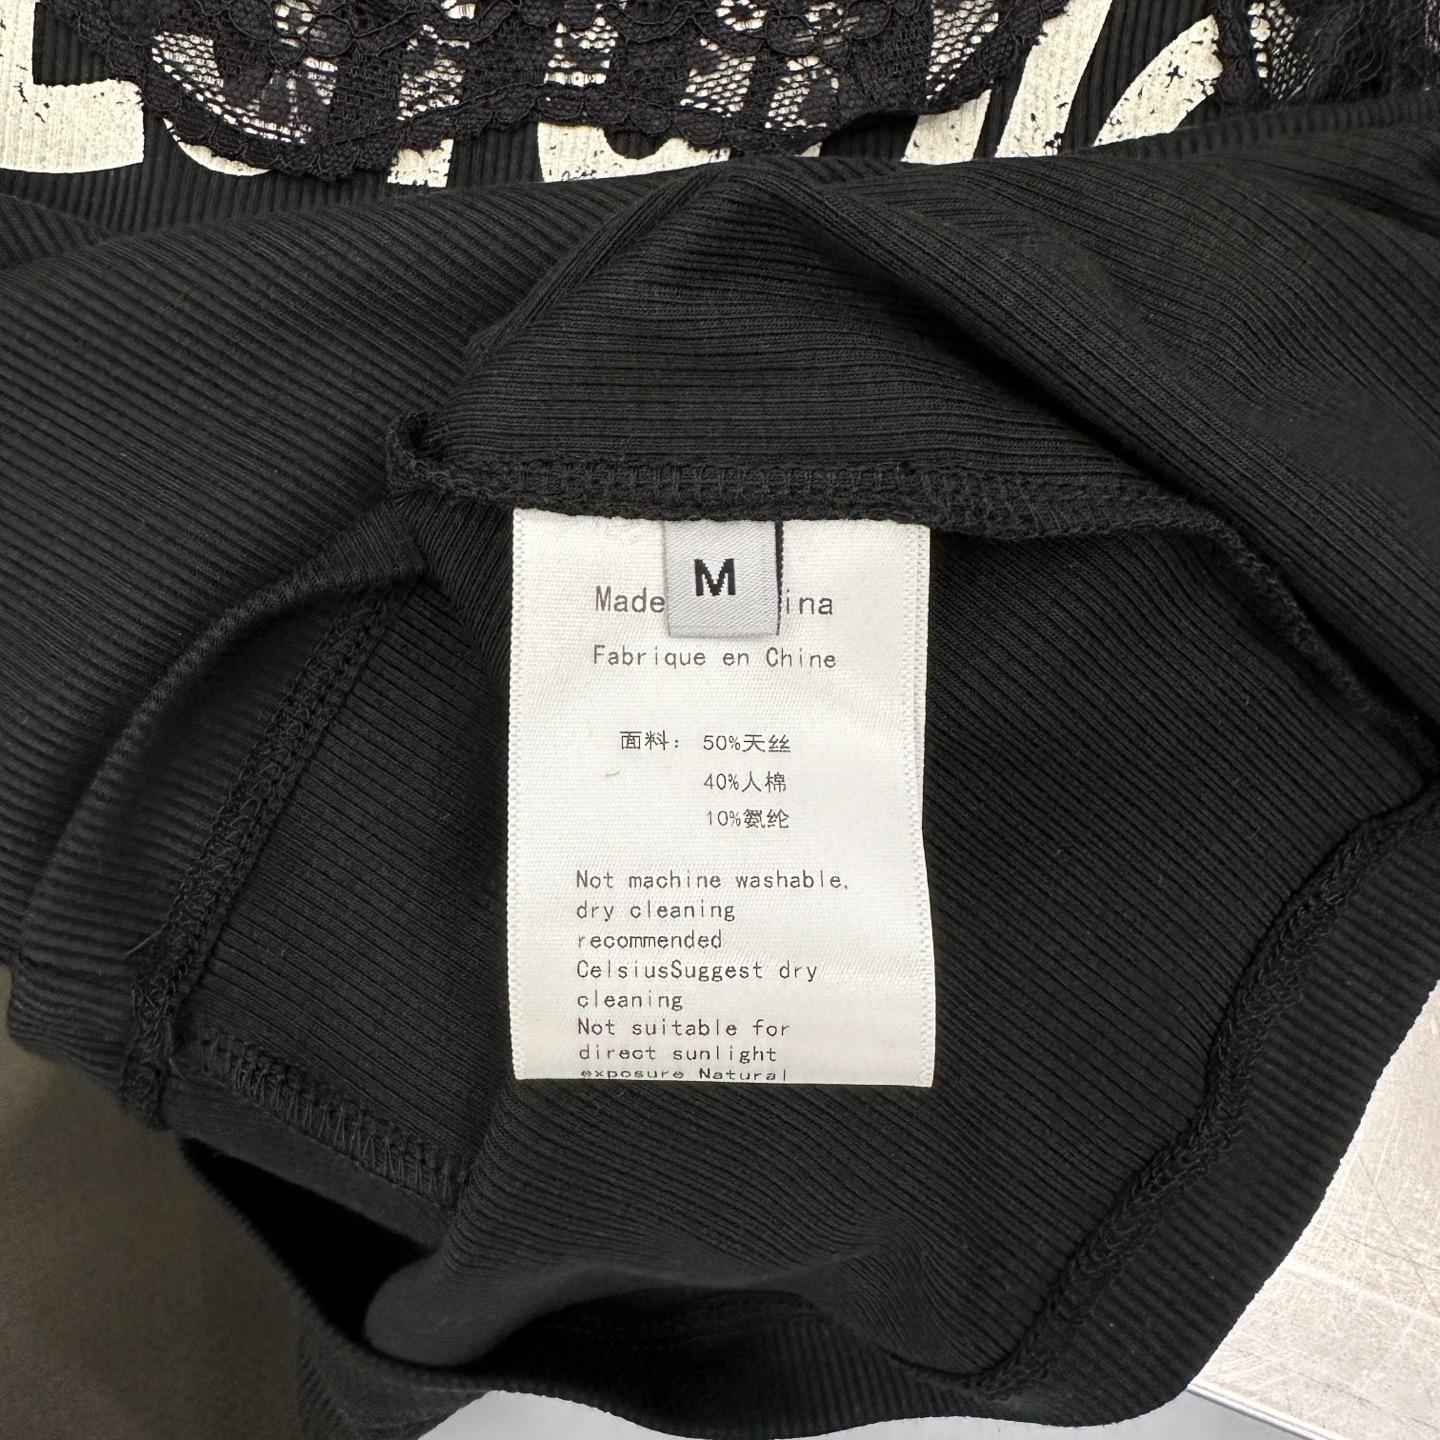 M
Made ina
Fabrique en Chine
面料： 50%天丝
40%人棉
10%氨纶
Not machine washable,
dry cleaning
recommended
CelsiusSuggest dry
cleaning
Not suitable for
direct sunlight
exposure Natural